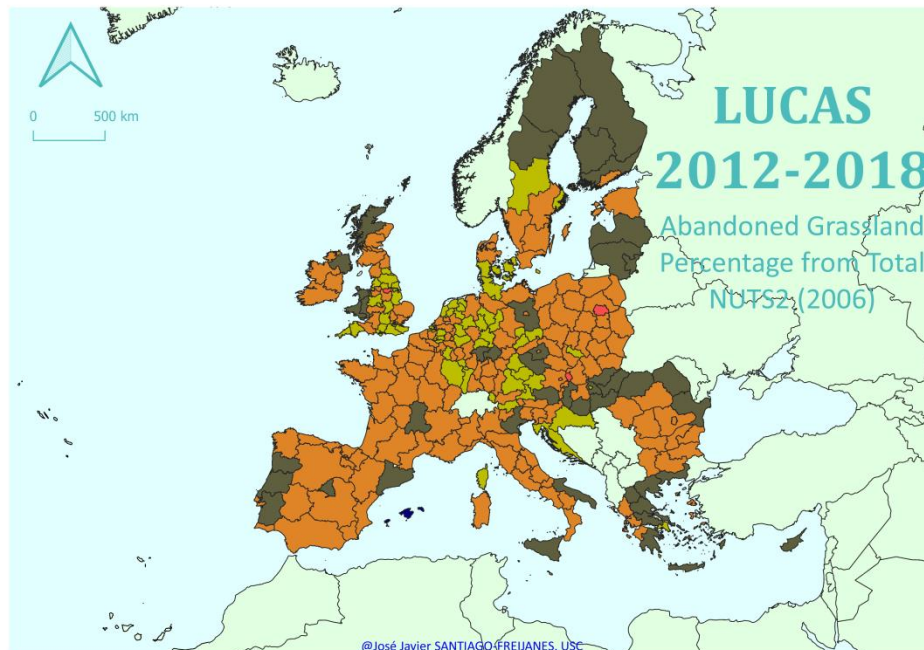 0 500 km
LUCAS
2012-2018
Abandoned Grassland
Percentage from Total
NUTS2 (2006)
@José Javier SANTIAGO-FREIJANES. USC